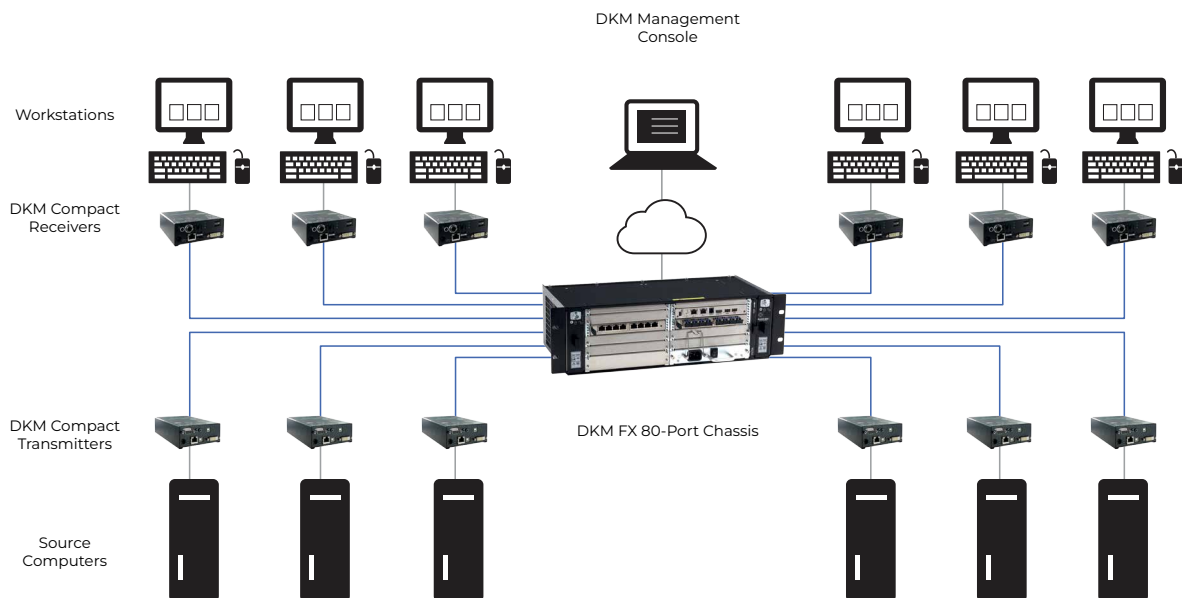 DKM Management
Console
Workstations
DKM Compact
Receivers
DKM Compact
Transmitters
DKM FX 80-Port Chassis
Source
Computers